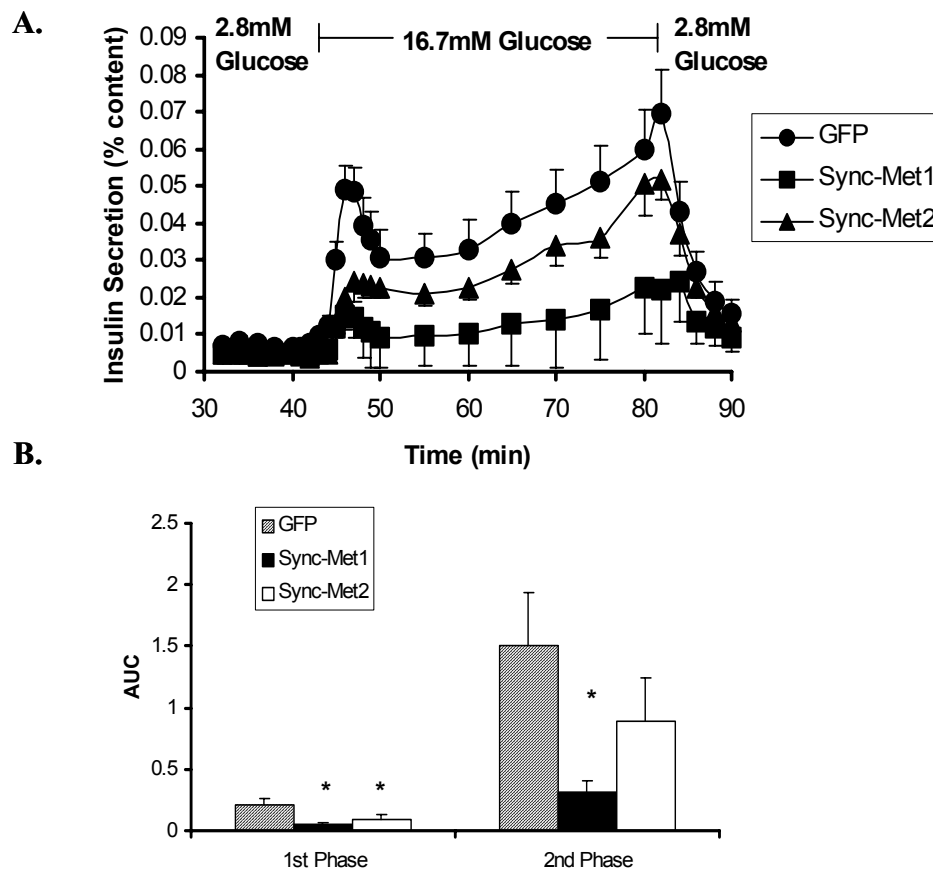 A.
2.8mM
Glucose
16.7mM Glucose
2.8mM
Glucose
Insulin Secretion (% content)
0.09
0.08
0.07
0.06
0.05
0.04
0.03
0.02
0.01
0
30 40 50 60 70 80 90
Time (min)
GFP
Sync-Met1
Sync-Met2
B.
GFP
Sync-Met1
Sync-Met2
AUC
2.5
2
1.5
1
0.5
0
* *
*
1st Phase 2nd Phase